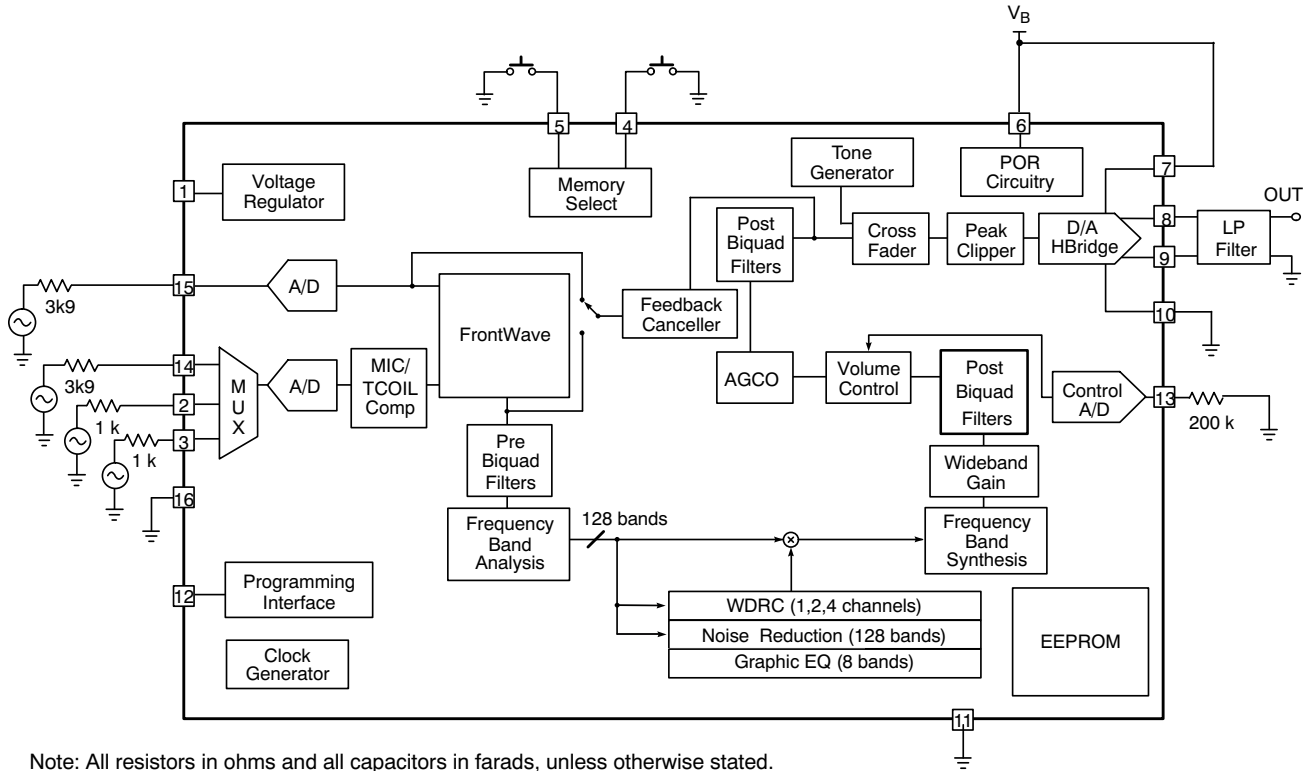 VB
5
4
6
Tone
Generator
POR
Circuitry
7
1
Voltage
Regulator
Memory
Select
Post
Biquad
Filters
Cross
Fader
Peak
Clipper
D/A
HBridge
8
9
LP
Filter
OUT
15
3k9
A/D
FrontWave
Feedback
Canceller
10
14
3k9
2
1 k
3
1 k
MUX
A/D
MIC/
TCOIL
Comp
AGCO
Volume
Control
Post
Biquad
Filters
Control
A/D
13
200 k
16
Pre
Biquad
Filters
Wideband
Gain
Frequency
Band
Analysis
128 bands
Frequency
Band
Synthesis
12
Programming
Interface
WDRC (1,2,4 channels)
Noise Reduction (128 bands)
Graphic EQ (8 bands)
EEPROM
Clock
Generator
11
Note: All resistors in ohms and all capacitors in farads, unless otherwise stated.